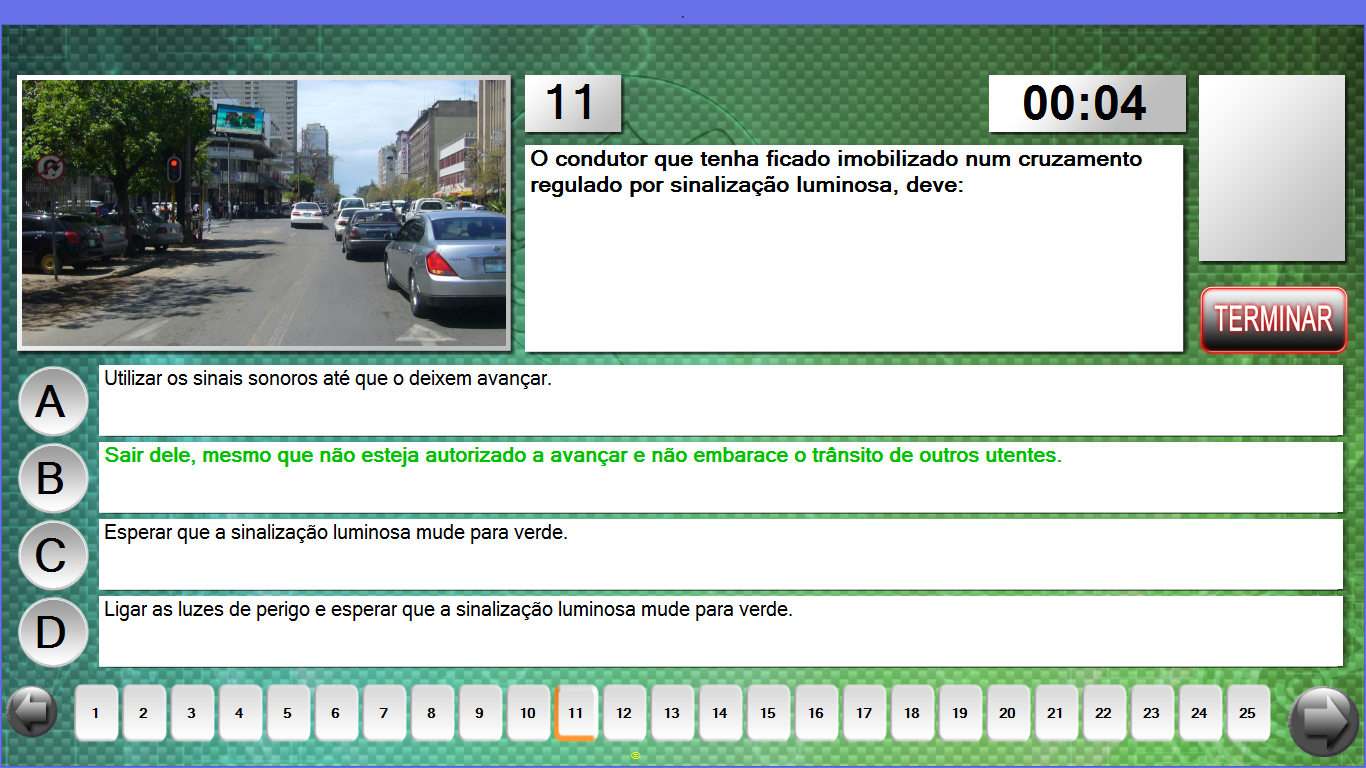 11
00:04
O condutor que tenha ficado imobilizado num cruzamento
regulado por sinalização luminosa, deve:
TERMINAR
A
Utilizar os sinais sonoros até que o deixem avançar.
B
Sair dele, mesmo que não esteja autorizado a avançar e não embarace o trânsito de outros utentes.
C
Esperar que a sinalização luminosa mude para verde.
D
Ligar as luzes de perigo e esperar que a sinalização luminosa mude para verde.
1 2 3 4 5 6 7 8 9 10 11 12 13 14 15 16 17 18 19 20 21 22 23 24 25